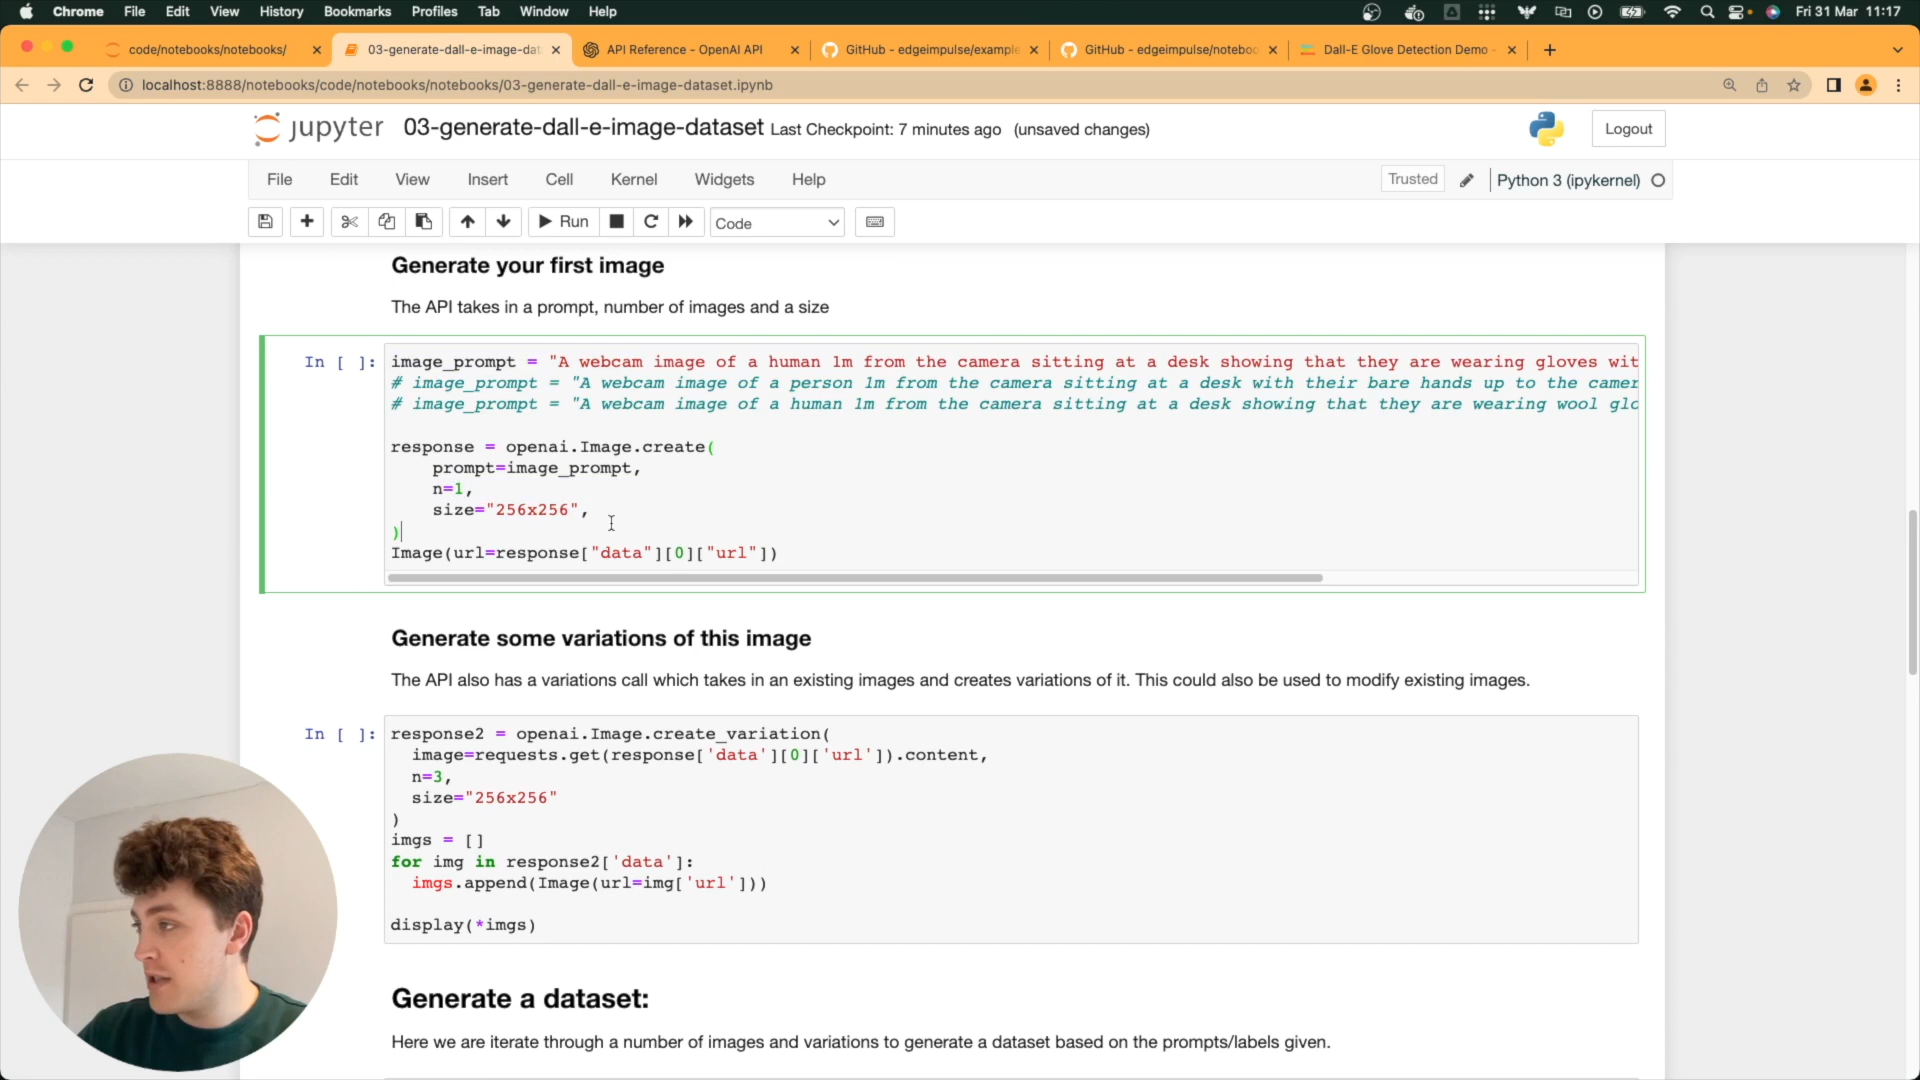 Chrome File Edit View History Bookmarks Profiles Tab Window Help Fri 31 Mar 11:17
code/notebooks/notebooks/ 03-generate-dall-e-image-dat API Reference - OpenAI API GitHub - edgeimpulse/example GitHub - edgeimpulse/noteboo Dall-E Glove Detection Demo -
localhost:8888/notebooks/code/notebooks/notebooks/03-generate-dall-e-image-dataset.ipynb
jupyter 03-generate-dall-e-image-dataset Last Checkpoint: 7 minutes ago (unsaved changes) Logout
File Edit View Insert Cell Kernel Widgets Help Trusted Python 3 (ipykernel)
Run Code
Generate your first image
The API takes in a prompt, number of images and a size
In [ ]: image_prompt = "A webcam image of a human 1m from the camera sitting at a desk showing that they are wearing gloves wit
# image_prompt = "A webcam image of a person 1m from the camera sitting at a desk with their bare hands up to the camer
# image_prompt = "A webcam image of a human 1m from the camera sitting at a desk showing that they are wearing wool glo
response = openai.Image.create(
prompt=image_prompt,
n=1,
size="256x256",
)
Image(url=response["data"][0]["url"])
Generate some variations of this image
The API also has a variations call which takes in an existing images and creates variations of it. This could also be used to modify existing images.
In [ ]: response2 = openai.Image.create_variation(
image=requests.get(response['data'][0]['url']).content,
n=3,
size="256x256"
)
imgs = []
for img in response2['data']:
imgs.append(Image(url=img['url']))
display(*imgs)
Generate a dataset:
Here we are iterate through a number of images and variations to generate a dataset based on the prompts/labels given.